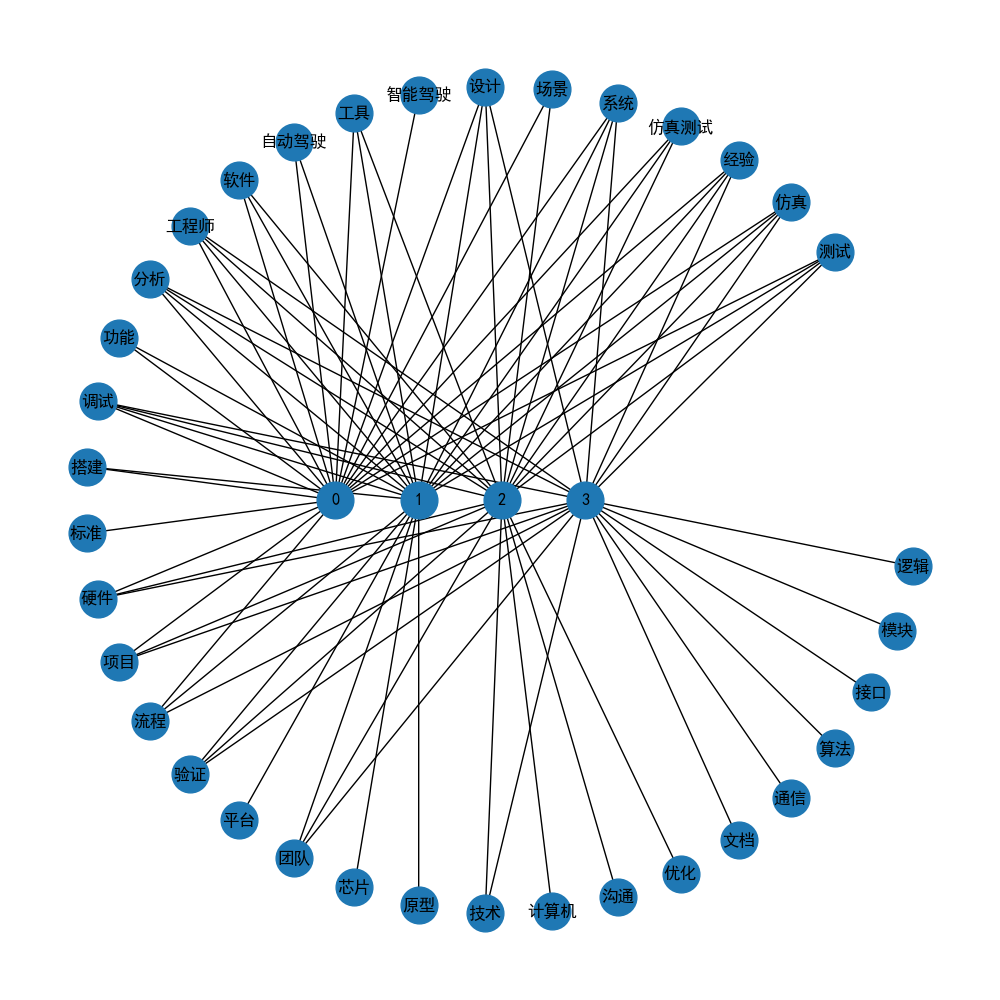 智能驾驶
设计
场景
系统
工具
仿真测试
自动驾驶
经验
软件
仿真
工程师
测试
分析
功能
调试
搭建
0 1 2 3
标准
逻辑
硬件
模块
项目
接口
流程
算法
验证
通信
平台
文档
团队
优化
芯片
沟通
原型
技术
计算机